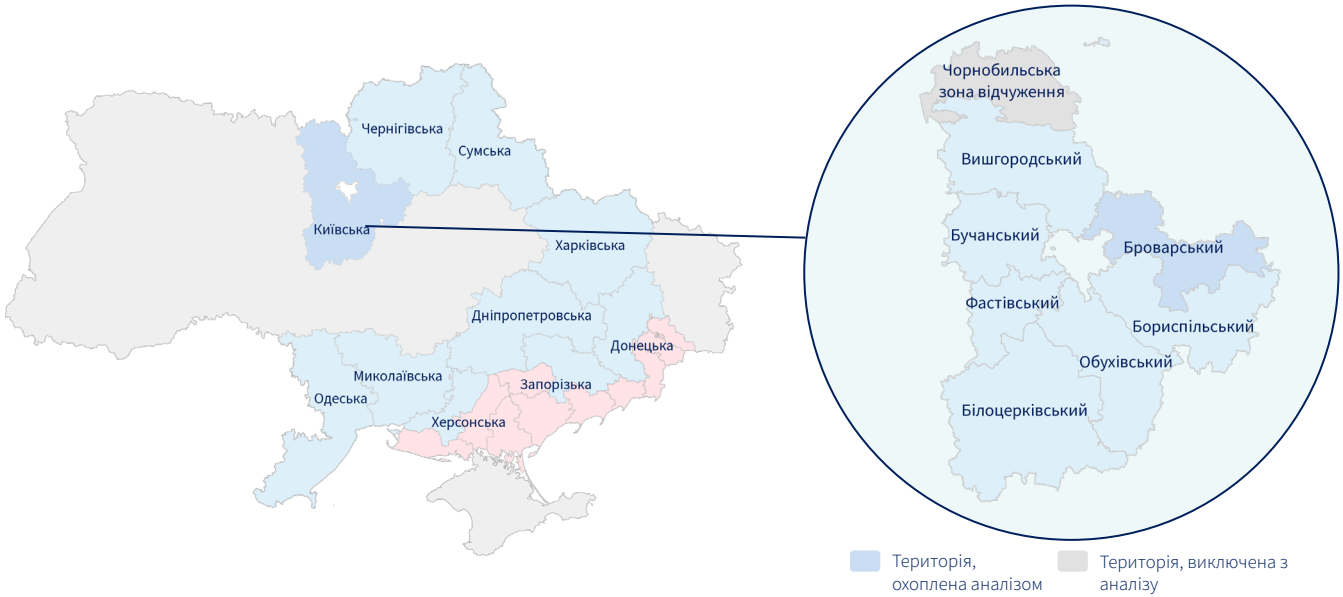 Чернігівська
Сумська
Київська
Харківська
Дніпропетровська
Донецька
Миколаївська
Запорізька
Одеська
Херсонська
Чорнобильська
зона відчуження
Вишгородський
Бучанський
Броварський
Фастівський
Бориспільський
Обухівський
Білоцерківський
Територія,
охоплена аналізом
Територія, виключена з
аналізу